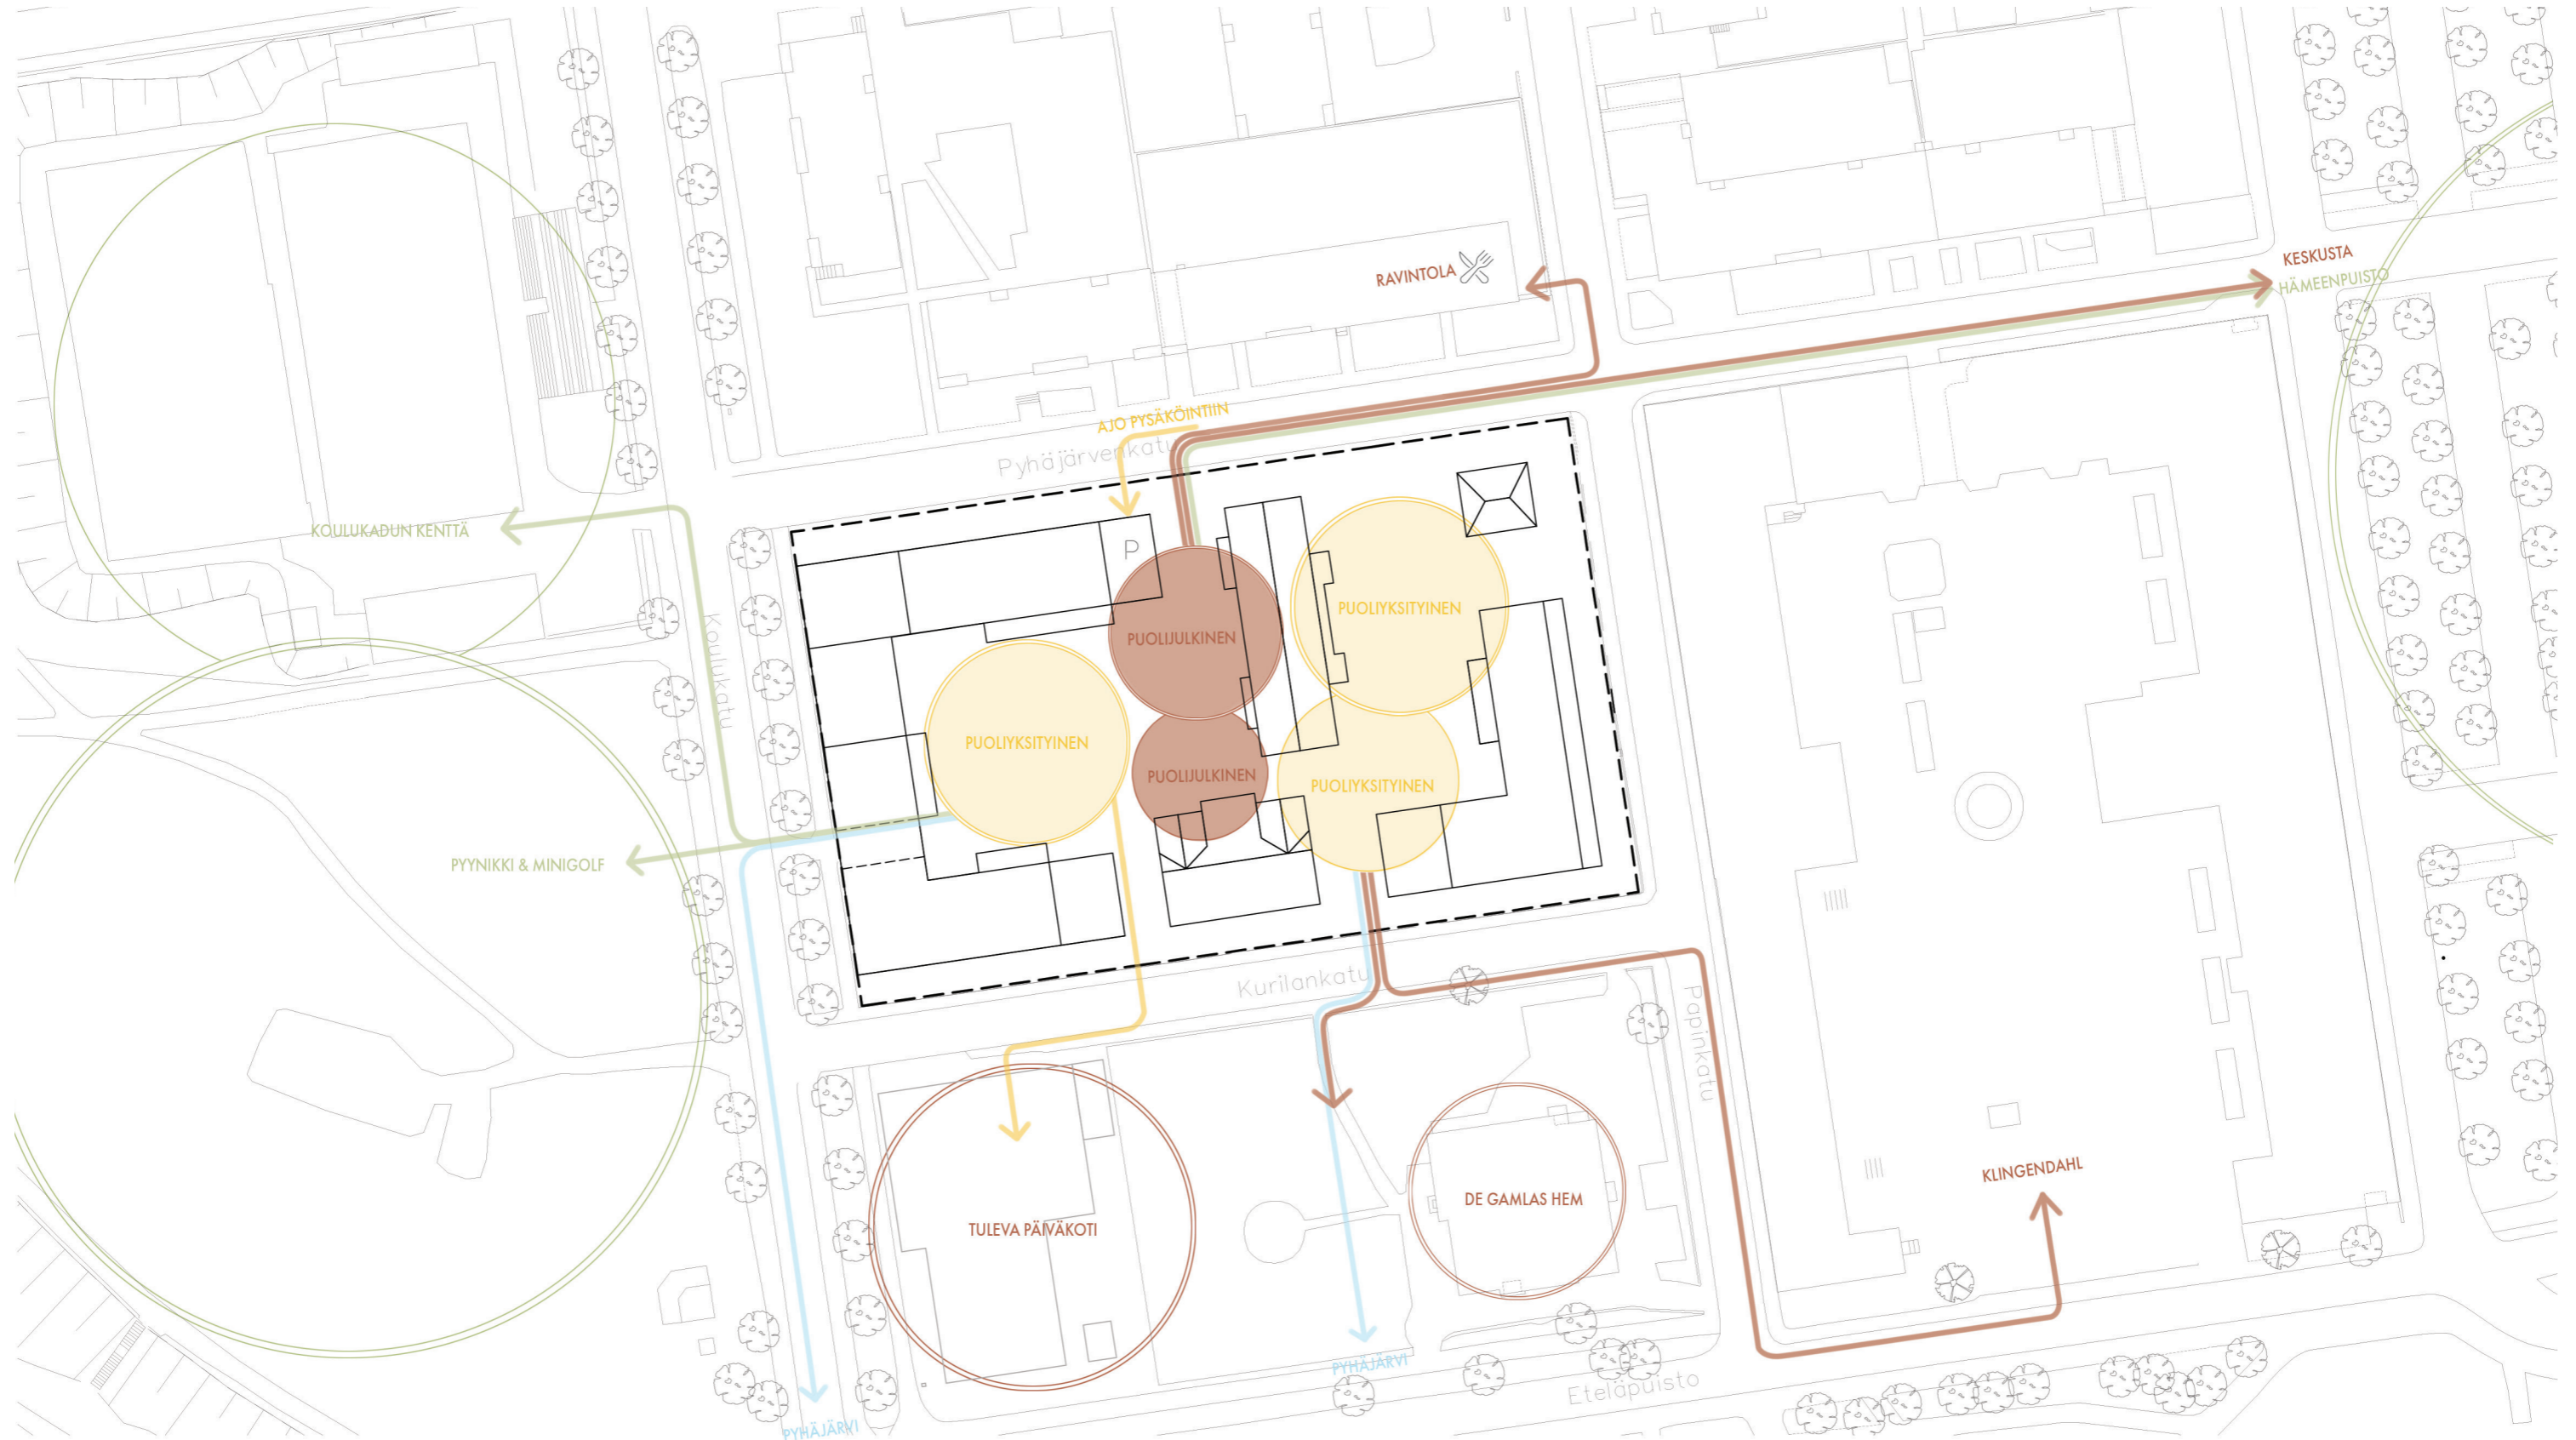 KESKUSTA
RAVINTOLA
HÄMEENPUISTO
AJO PYSÄKÖINTIIN
Pyhäjärvenkatu
KOULUKADUN KENTTÄ
P
PUOLIYKSITYINEN
PUOLIJULKINEN
Koulukatu
PUOLIYKSITYINEN
PUOLIJULKINEN
PUOLIYKSITYINEN
PYYNIKKI & MINIGOLF
Kurilankatu
Papinkatu
KLINGENDAHL
DE GAMLAS HEM
TULEVA PÄIVÄKOTI
PYHÄJÄRVI
Eteläpuisto
PYHÄJÄRVI